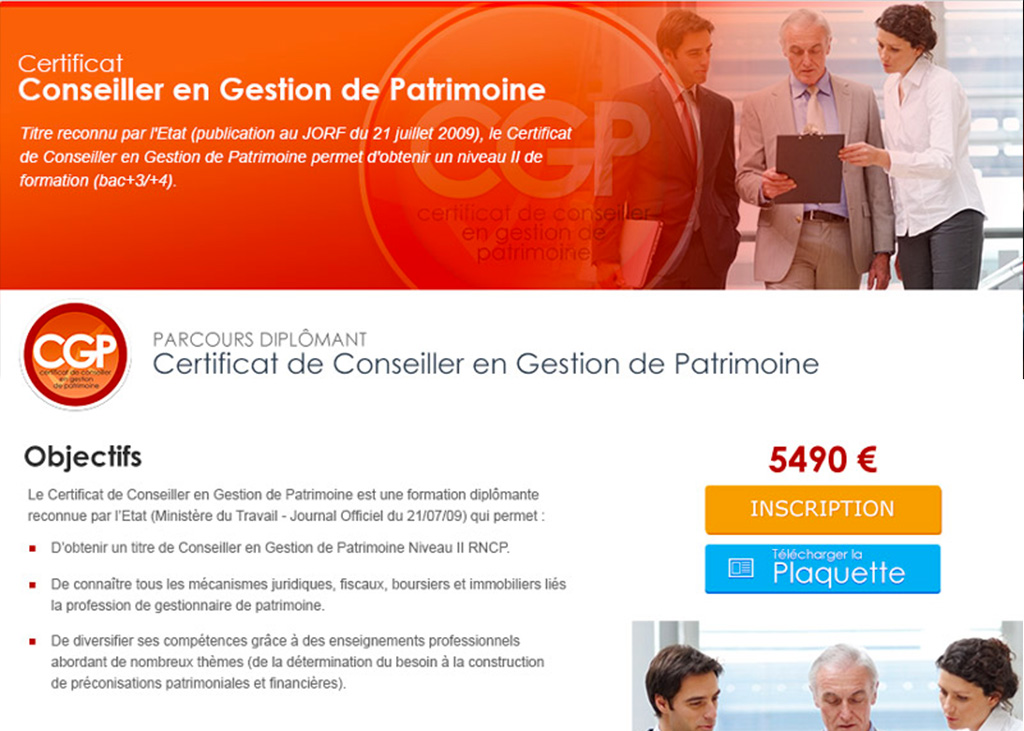 Certificat
Conseiller en Gestion de Patrimoine
Titre reconnu par l'Etat (publication au JORF du 21 juillet 2009), le Certificat
de Conseiller en Gestion de Patrimoine permet d'obtenir un niveau II de
formation (bac+3/+4).
CGP
certificat de conseiller
en gestion de
patrimoine
CGP
certificat de conseiller
en gestion
de patrimoine
PARCOURS DIPLÔMANT
Certificat de Conseiller en Gestion de Patrimoine
Objectifs
Le Certificat de Conseiller en Gestion de Patrimoine est une formation diplômante
reconnue par l'Etat (Ministère du Travail - Journal Officiel du 21/07/09) qui permet :
D'obtenir un titre de Conseiller en Gestion de Patrimoine Niveau II RNCP.
De connaître tous les mécanismes juridiques, fiscaux, boursiers et immobiliers liés
la profession de gestionnaire de patrimoine.
De diversifier ses compétences grâce à des enseignements professionnels
abordant de nombreux thèmes (de la détermination du besoin à la construction
de préconisations patrimoniales et financières).
5490 €
INSCRIPTION
Télécharger la
Plaquette